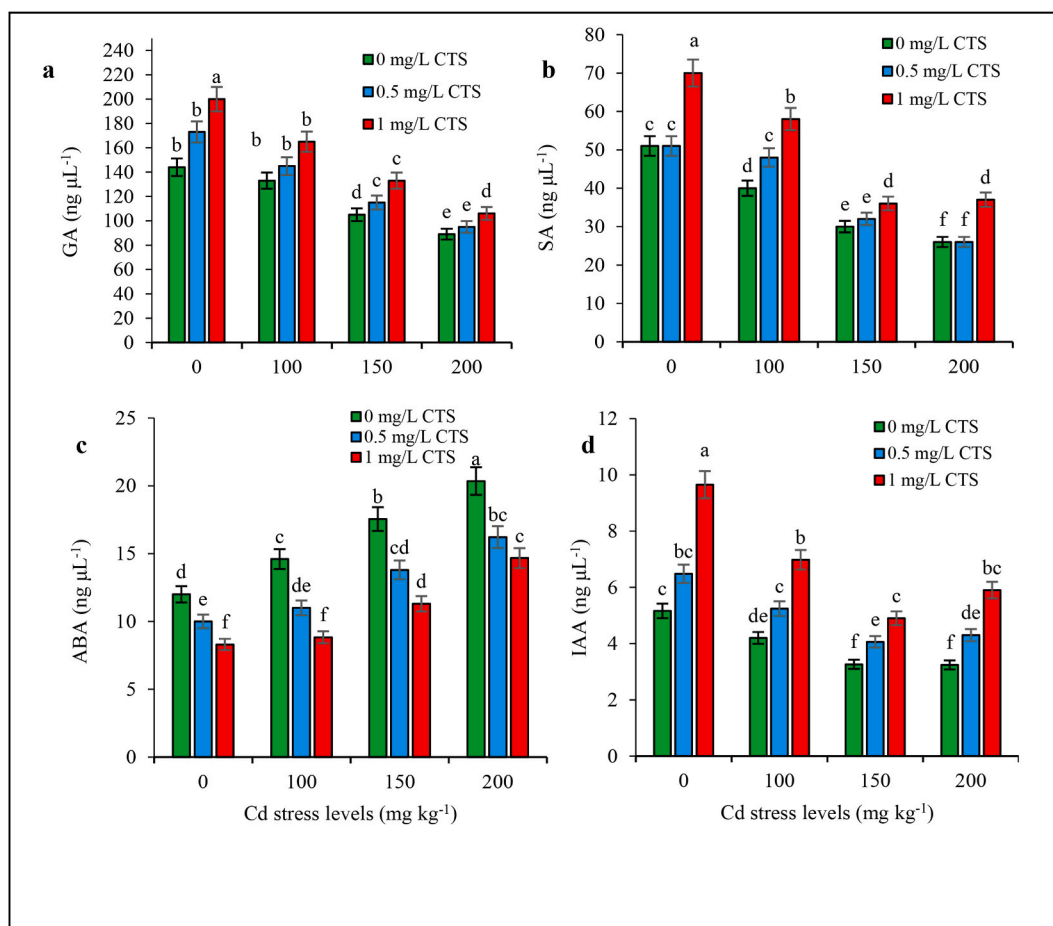 a
GA (ng µL-1)
240
220
200
180
160
140
120
100
80
60
40
20
0
0 mg/L CTS
0.5 mg/L CTS
1 mg/L CTS
b b a
b b b
d c c
e e d
0 100 150 200
b
SA (ng µL-1)
80
70
60
50
40
30
20
10
0
0 mg/L CTS
0.5 mg/L CTS
1 mg/L CTS
c c a
d c b
e e d
f f d
0 100 150 200
c
ABA (ng µL-1)
25
20
15
10
5
0
0 mg/L CTS
0.5 mg/L CTS
1 mg/L CTS
d e f
c de f
b cd d
a bc c
0 100 150 200
Cd stress levels (mg kg-1)
d
IAA (ng µL-1)
12
10
8
6
4
2
0
0 mg/L CTS
0.5 mg/L CTS
1 mg/L CTS
c bc a
de c b
f e c
f de bc
0 100 150 200
Cd stress levels (mg kg-1)